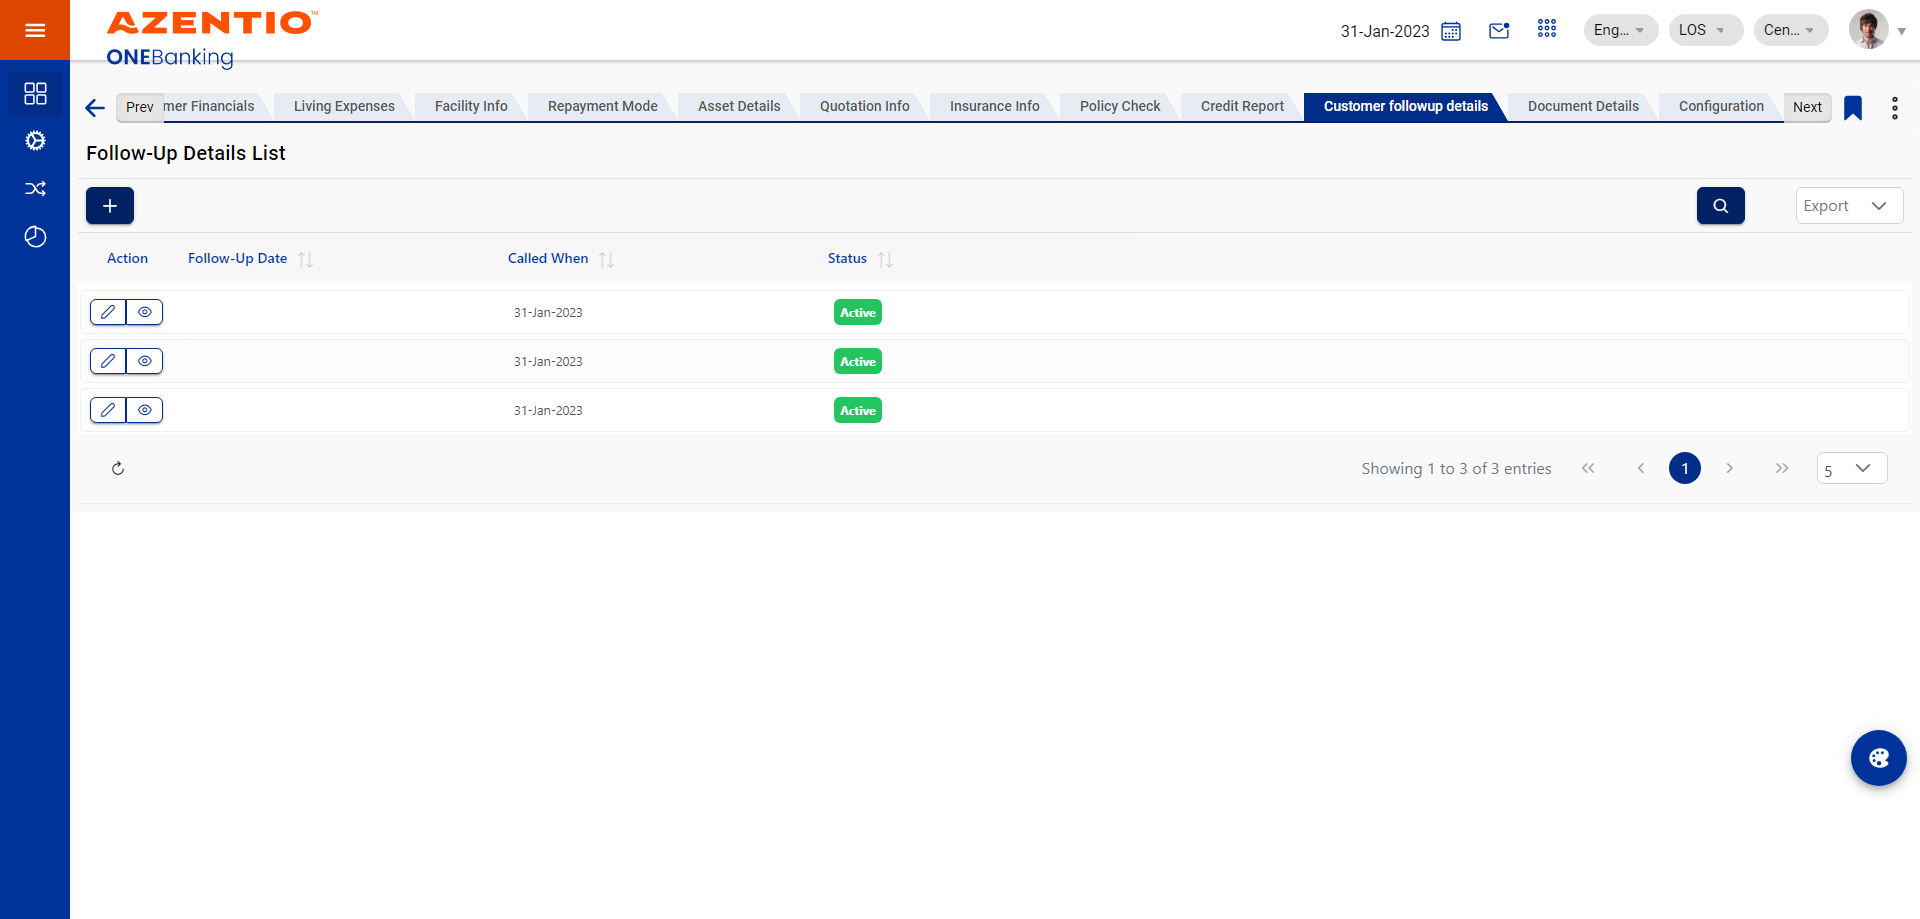 AZENTIO™
ONEBanking
31-Jan-2023
Eng...
LOS
Cen...
Prev
mer Financials
Living Expenses
Facility Info
Repayment Mode
Asset Details
Quotation Info
Insurance Info
Policy Check
Credit Report
Customer followup details
Document Details
Configuration
Next
Follow-Up Details List
Export
Action
Follow-Up Date
Called When
Status
31-Jan-2023
Active
31-Jan-2023
Active
31-Jan-2023
Active
Showing 1 to 3 of 3 entries
1
5